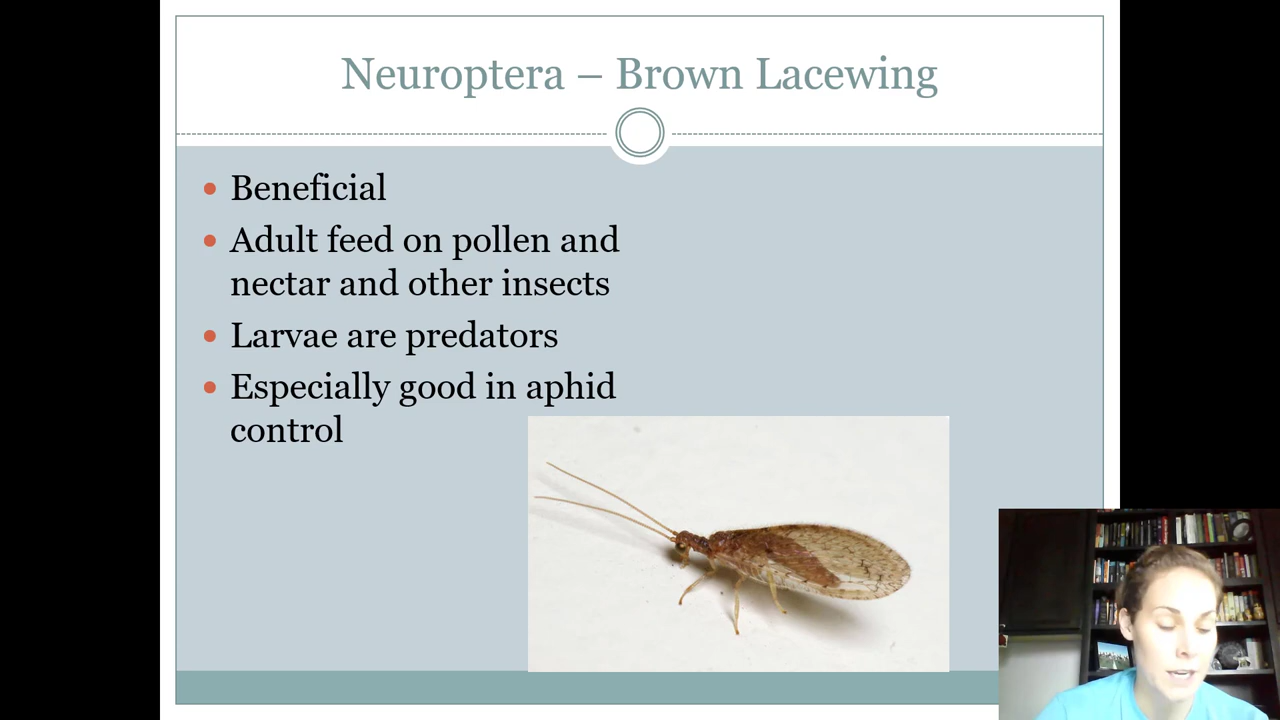 Neuroptera – Brown Lacewing
Beneficial
Adult feed on pollen and
nectar and other insects
Larvae are predators
Especially good in aphid
control